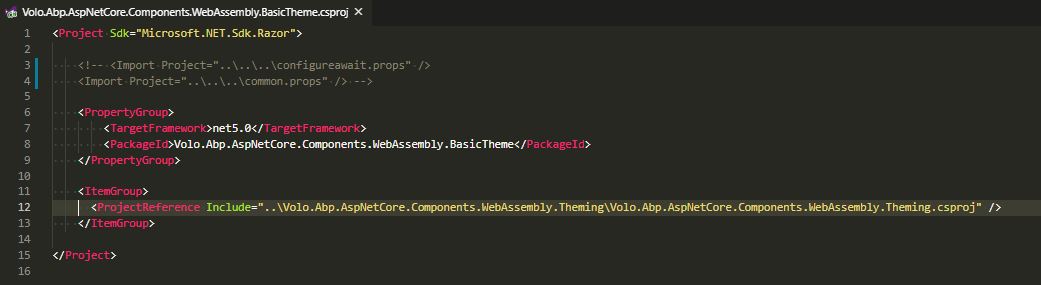 Volo.Abp.AspNetCore.Components.WebAssembly.BasicTheme.csproj ×
1 <Project Sdk="Microsoft.NET.Sdk.Razor">
2
3     <!-- <Import Project="..\..\..\configureawait.props" />
4     <Import Project="..\..\..\common.props" /> -->
5
6     <PropertyGroup>
7         <TargetFramework>net5.0</TargetFramework>
8         <PackageId>Volo.Abp.AspNetCore.Components.WebAssembly.BasicTheme</PackageId>
9     </PropertyGroup>
10
11     <ItemGroup>
12       <ProjectReference Include="..\Volo.Abp.AspNetCore.Components.WebAssembly.Theming\Volo.Abp.AspNetCore.Components.WebAssembly.Theming.csproj" />
13     </ItemGroup>
14
15 </Project>
16